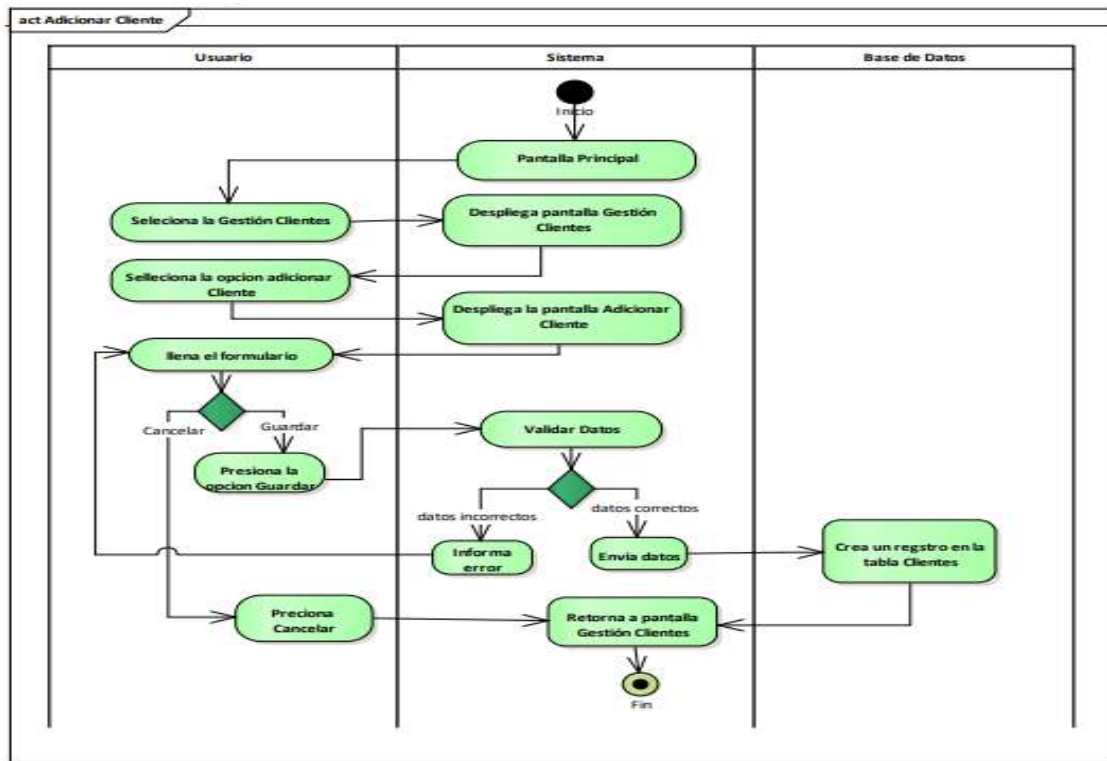 act Adicionar Cliente
Usuario
Sistema
Base de Datos
Inicio
Pantalla Principal
Seleciona la Gestión Clientes
Despliega pantalla Gestión
Clientes
Selleciona la opcion adicionar
Cliente
Despliega la pantalla Adicionar
Cliente
llena el formulario
Cancelar
Guardar
Validar Datos
Presiona la
opcion Guardar
datos incorrectos
datos correctos
Informa
error
Envia datos
Crea un regstro en la
tabla Clientes
Preciona
Cancelar
Retorna a pantalla
Gestión Clientes
Fin